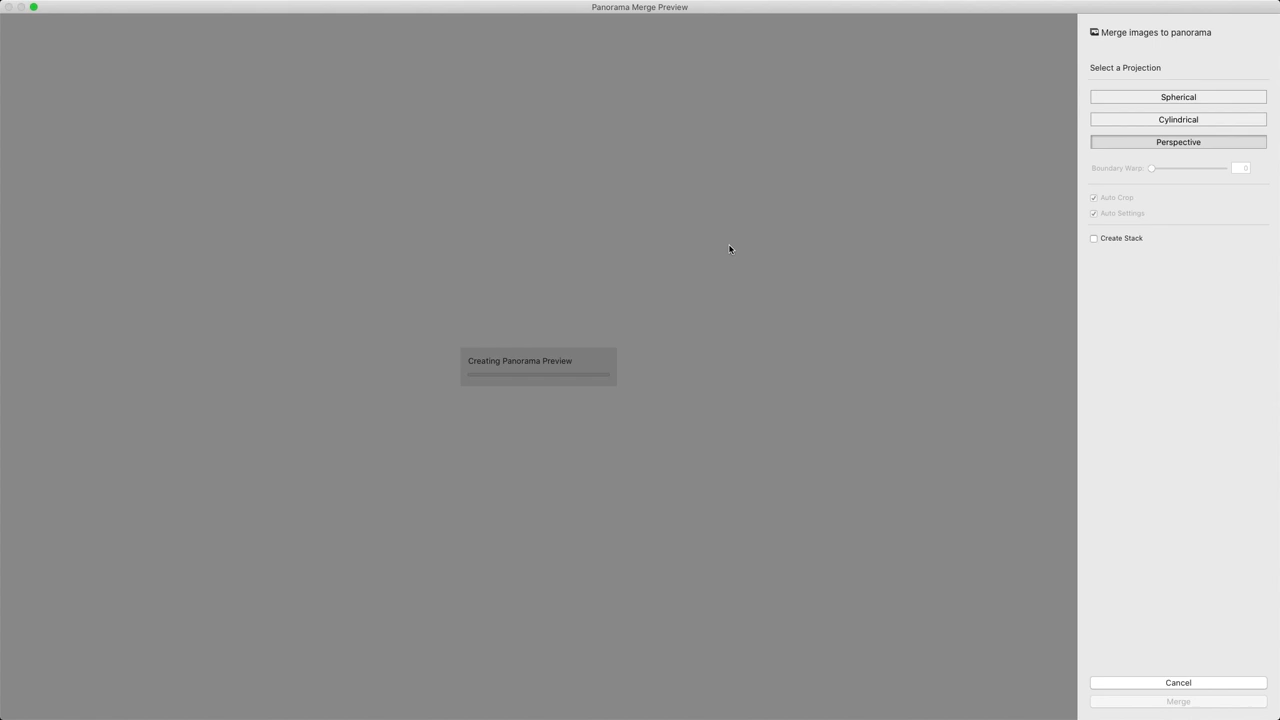 Panorama Merge Preview
Merge images to panorama
Select a Projection
Spherical
Cylindrical
Perspective
Boundary Warp: 0
Auto Crop
Auto Settings
Create Stack
Creating Panorama Preview
Cancel
Merge